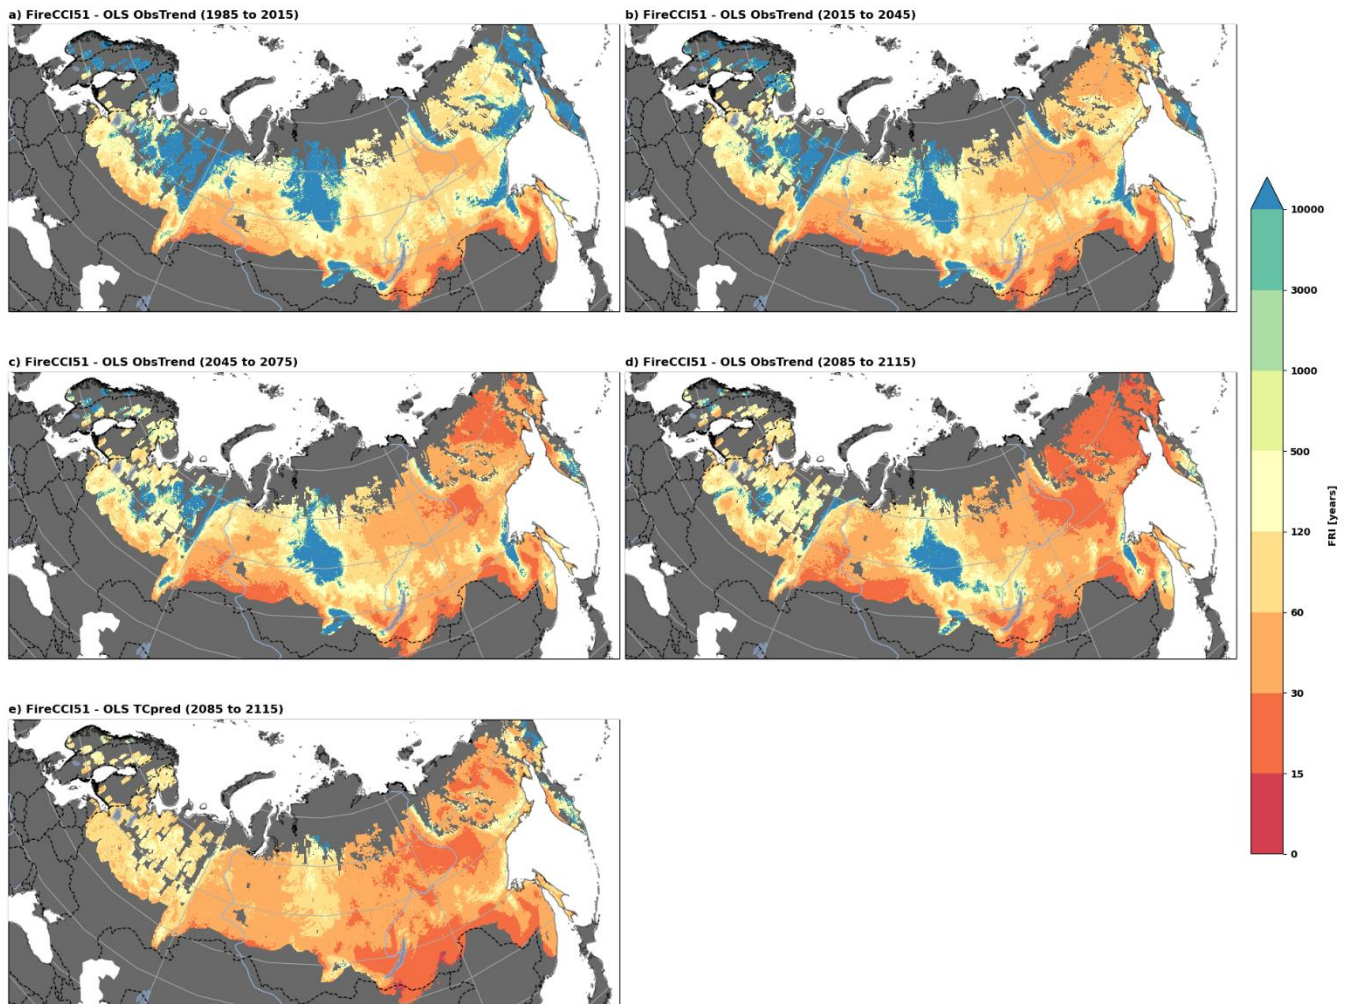 a) FireCCI51 - OLS ObsTrend (1985 to 2015)
b) FireCCI51 - OLS ObsTrend (2015 to 2045)
c) FireCCI51 - OLS ObsTrend (2045 to 2075)
d) FireCCI51 - OLS ObsTrend (2085 to 2115)
e) FireCCI51 - OLS TCpred (2085 to 2115)
10000
3000
1000
500
120
60
30
15
0
FRI [years]